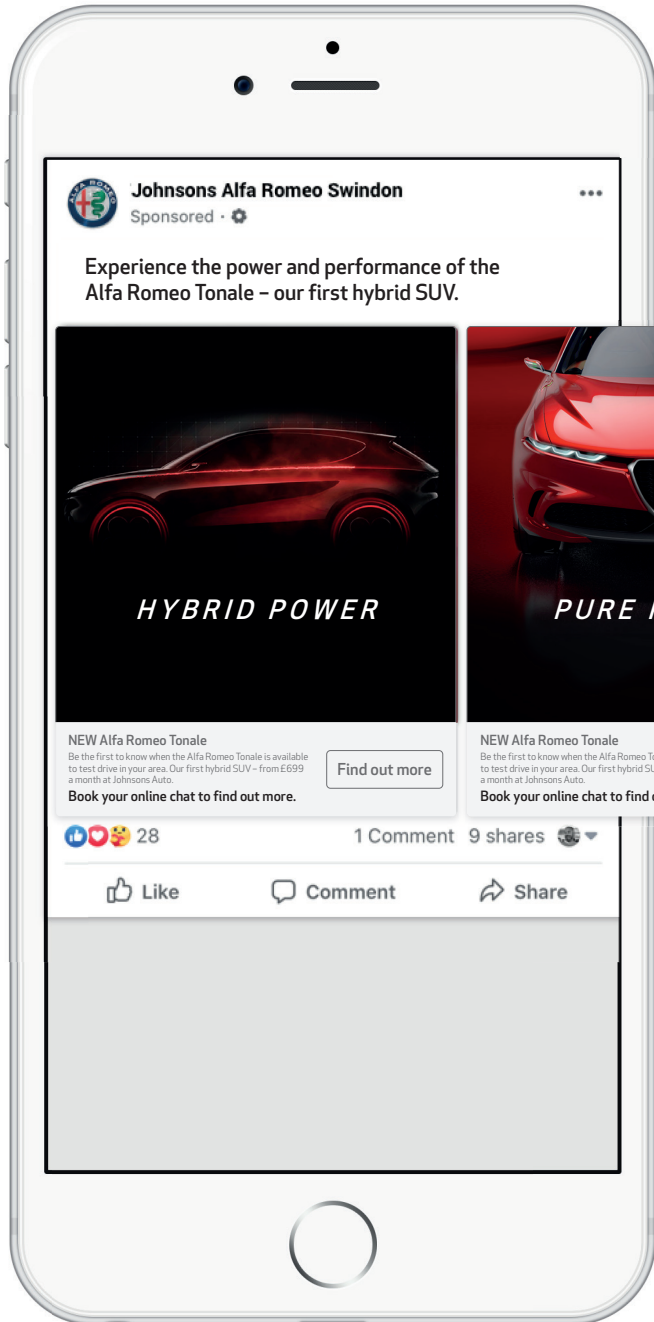 ALFA ROMEO
Johnsons Alfa Romeo Swindon
Sponsored ·
Experience the power and performance of the
Alfa Romeo Tonale – our first hybrid SUV.
HYBRID POWER
PURE
NEW Alfa Romeo Tonale
Be the first to know when the Alfa Romeo Tonale is available
to test drive in your area. Our first hybrid SUV – from £699
a month at Johnsons Auto.
Book your online chat to find out more.
Find out more
NEW Alfa Romeo Tonale
Be the first to know when the Alfa Romeo
to test drive in your area. Our first hybrid
a month at Johnsons Auto.
Book your online chat to find
28
1 Comment 9 shares
Like
Comment
Share